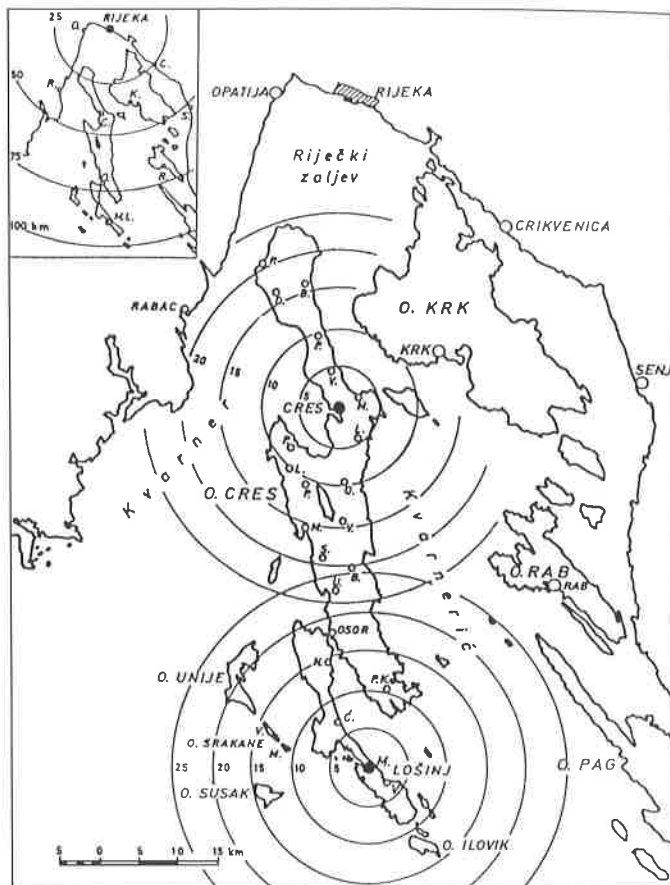 25
RIJEKA
O.
R.
C.
K.
50
C.
S.
75
O.
R.
M.L.
100 km
OPATIJA
RIJEKA
Riječki
zaljev
CRIKVENICA
P.
B.
RABAC
D.
O. KRK
20
P.
KRK
15
10
V.
SENJ
5
CRES
M.
L.
Kvarner
P.
L.
O. CRES
P.
O.
Kvarnerić
M.
V.
Š.
B.
O. RAB
U.
RAB
OSOR
N.
O. UNIJE
P.K.
Ć.
V.
O. SRAKANE
M.
M.
LOŠINJ
O. PAG
25
20
15
10
5
O. SUSAK
V.
O. ILOVIK
5
0
5
10
15
km